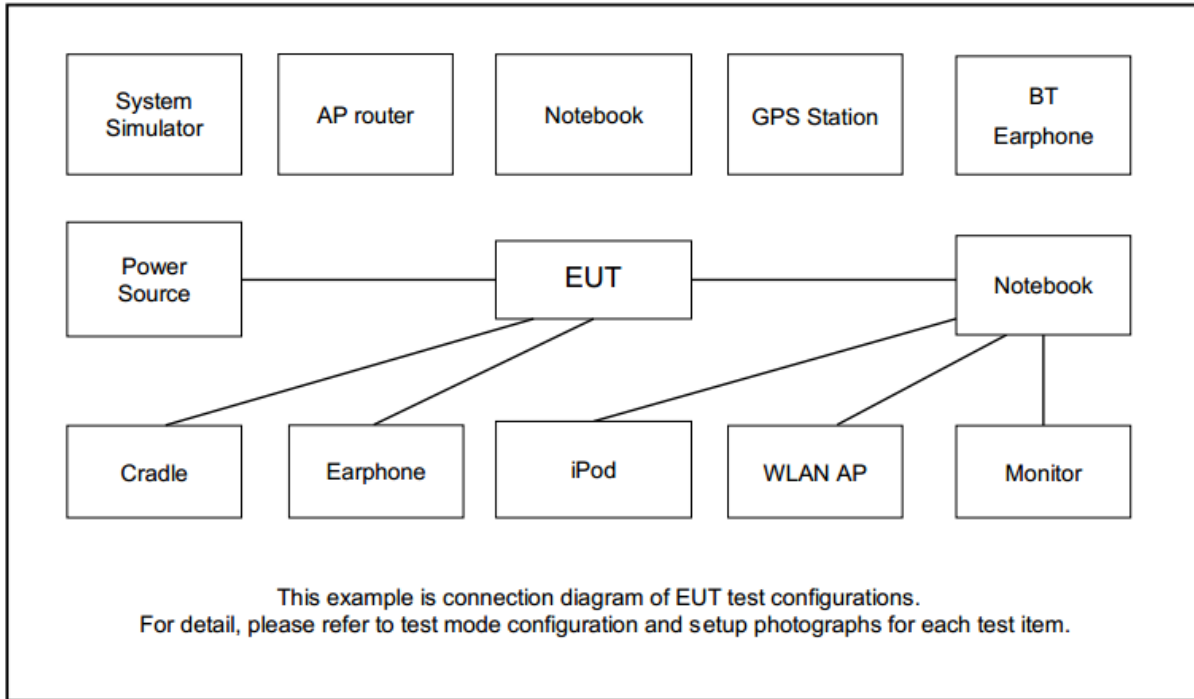 System
Simulator
AP router
Notebook
GPS Station
BT
Earphone
Power
Source
EUT
Notebook
Cradle
Earphone
iPod
WLAN AP
Monitor
This example is connection diagram of EUT test configurations.
For detail, please refer to test mode configuration and setup photographs for each test item.